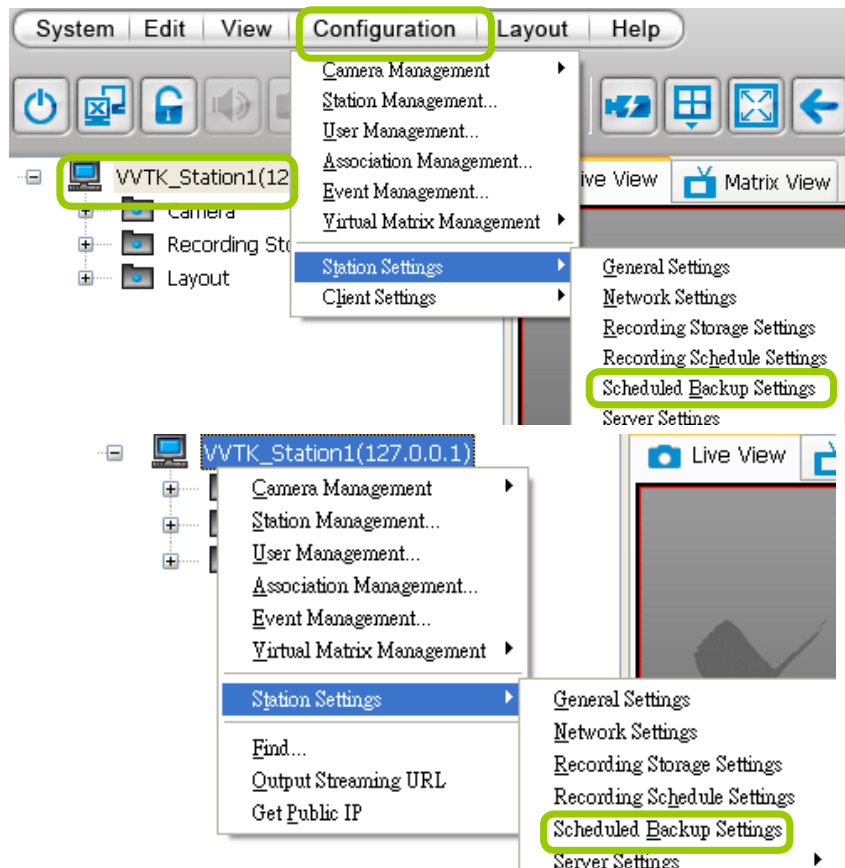 System Edit View Configuration Layout Help
Camera Management
Station Management...
User Management...
Association Management...
Event Management...
Virtual Matrix Management
Station Settings
Client Settings
General Settings
Network Settings
Recording Storage Settings
Recording Schedule Settings
Scheduled Backup Settings
Server Settings
VVTK_Station1(12
Camera
Recording Sto
Layout
ive View Matrix View
VVTK_Station1(127.0.0.1)
Live View
Camera Management
Station Management...
User Management...
Association Management...
Event Management...
Virtual Matrix Management
Station Settings
Find...
Output Streaming URL
Get Public IP
General Settings
Network Settings
Recording Storage Settings
Recording Schedule Settings
Scheduled Backup Settings
Server Settings